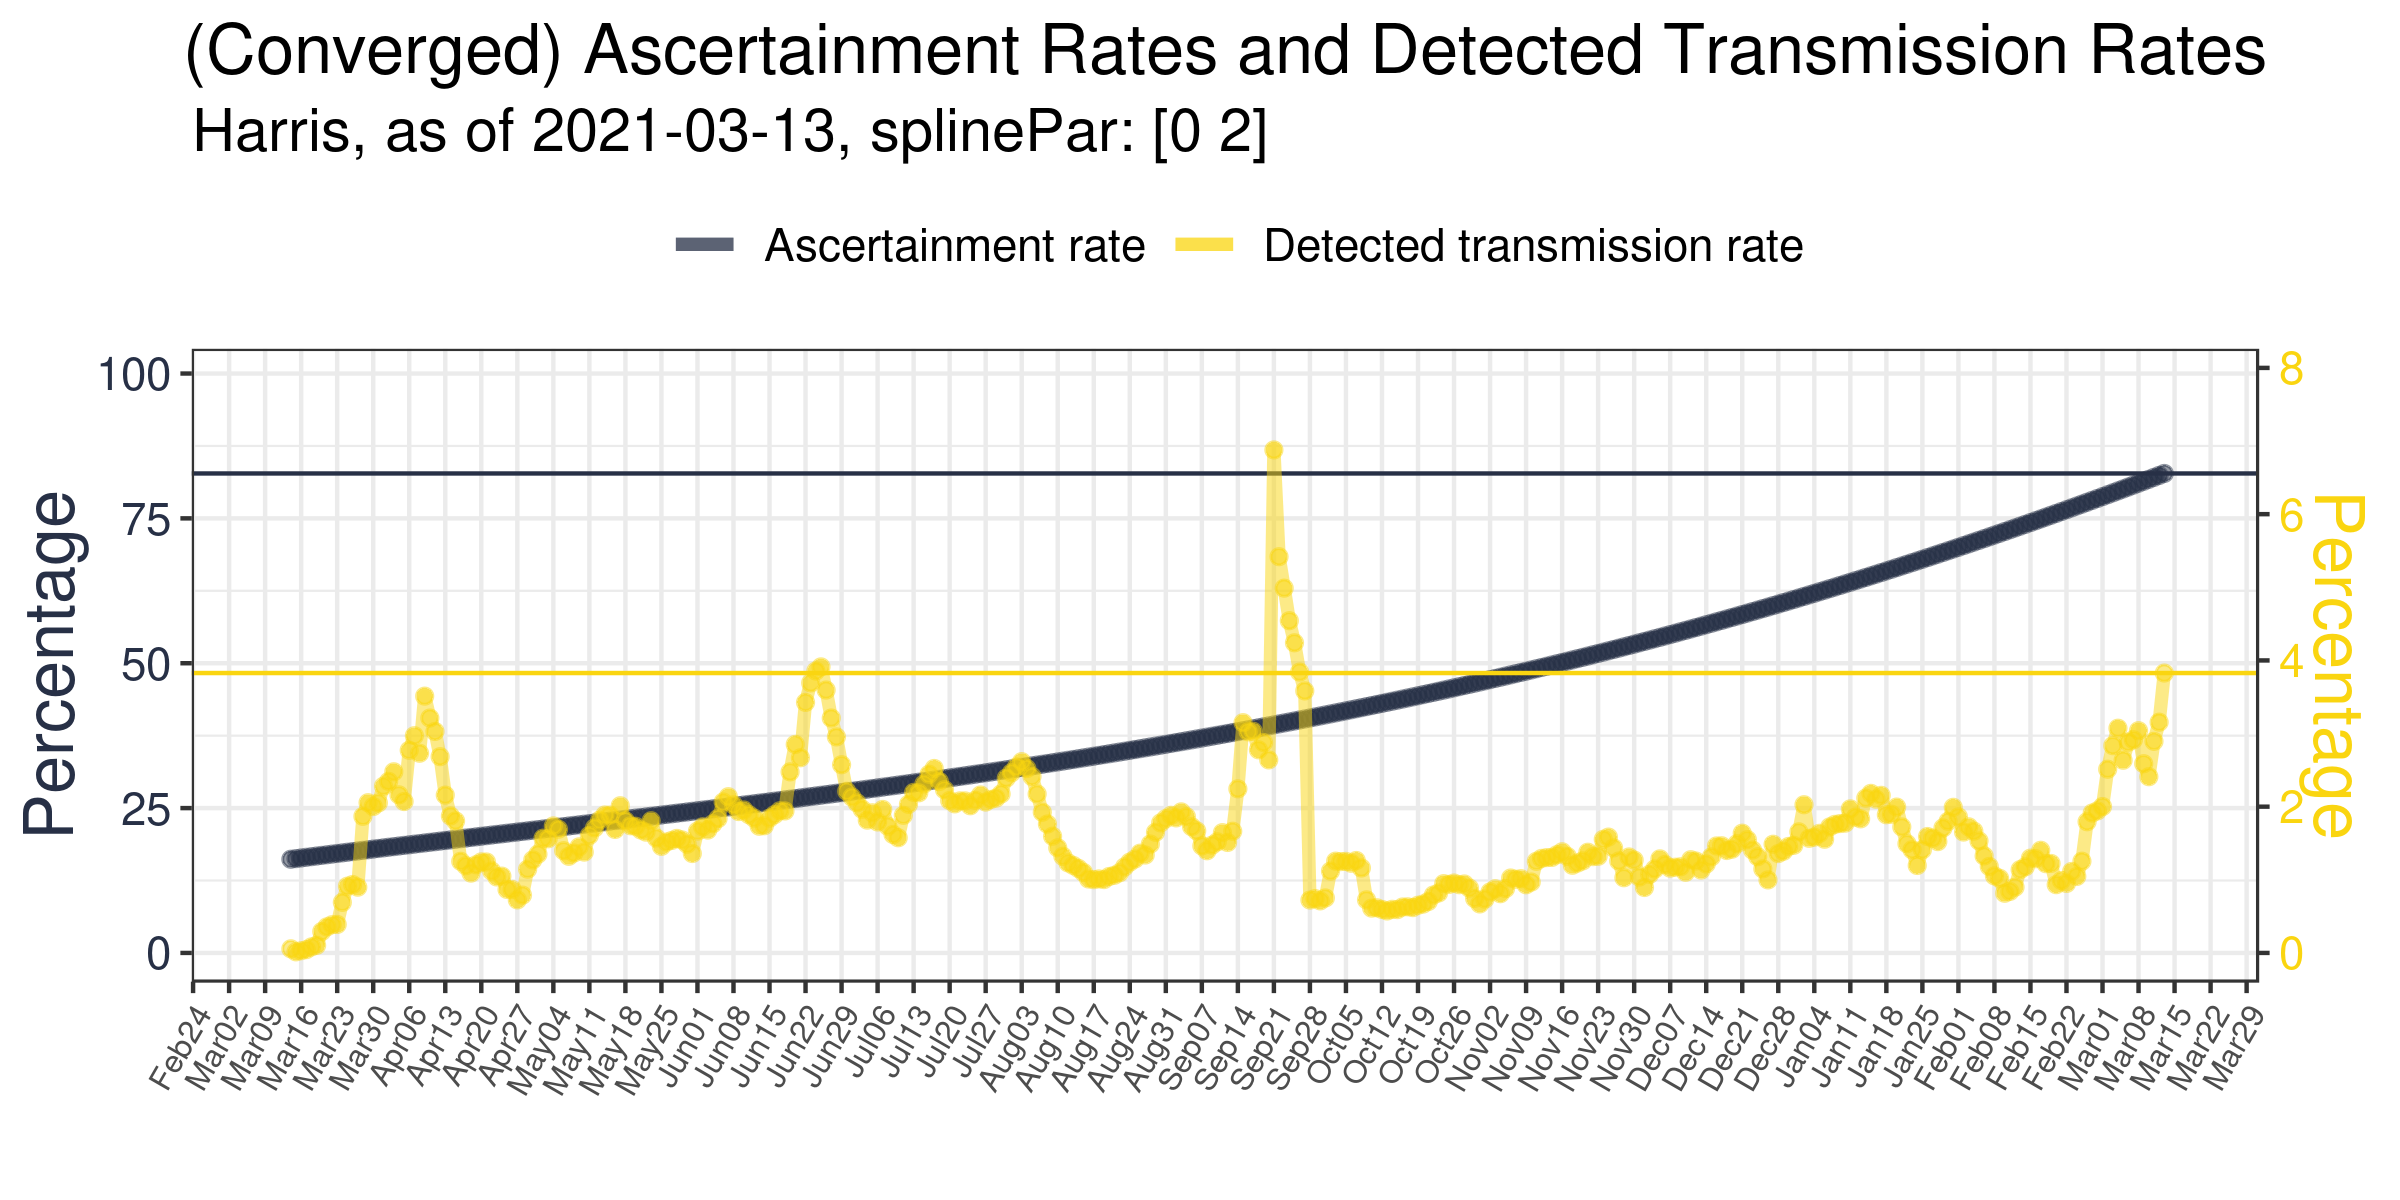 (Converged) Ascertainment Rates and Detected Transmission Rates
Harris, as of 2021-03-13, splinePar: [0 2]
Ascertainment rate
Detected transmission rate
Percentage
100
75
50
25
0
8
6
4
2
0
Percentage
Feb24
Mar02
Mar09
Mar16
Mar23
Mar30
Apr06
Apr13
Apr20
Apr27
May04
May11
May18
May25
Jun01
Jun08
Jun15
Jun22
Jun29
Jul06
Jul13
Jul20
Jul27
Aug03
Aug10
Aug17
Aug24
Aug31
Sep07
Sep14
Sep21
Sep28
Oct05
Oct12
Oct19
Oct26
Nov02
Nov09
Nov16
Nov23
Nov30
Dec07
Dec14
Dec21
Dec28
Jan04
Jan11
Jan18
Jan25
Feb01
Feb08
Feb15
Feb22
Mar01
Mar08
Mar15
Mar22
Mar29